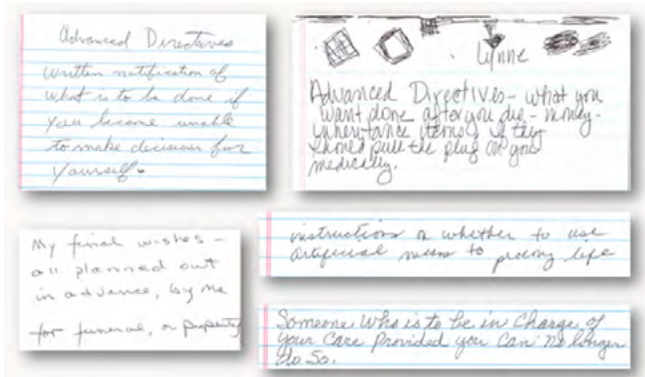 Advanced Directives
written notification of
what is to be done if
you become unable
to make decisions for
yourself.
Lynne
Advanced Directives - what you
want done after you die - money -
inheritance items, if they
should pull the plug on you
medically.
My final wishes -
all planned out
in advance, by me
for funeral, or property
instructions on whether to use
artificial means to prolong life
Someone who is to be in charge of
your care provided you can no longer
do so.